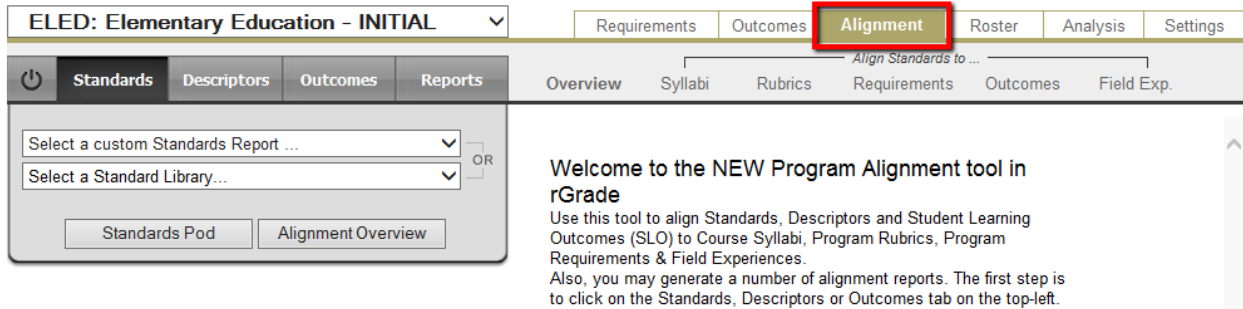 ELED: Elementary Education - INITIAL
Requirements Outcomes Alignment Roster Analysis Settings
Align Standards to ...
Standards Descriptors Outcomes Reports
Overview Syllabi Rubrics Requirements Outcomes Field Exp.
Select a custom Standards Report ...
OR
Select a Standard Library...
Standards Pod Alignment Overview
Welcome to the NEW Program Alignment tool in
rGrade
Use this tool to align Standards, Descriptors and Student Learning
Outcomes (SLO) to Course Syllabi, Program Rubrics, Program
Requirements & Field Experiences.
Also, you may generate a number of alignment reports. The first step is
to click on the Standards, Descriptors or Outcomes tab on the top-left.